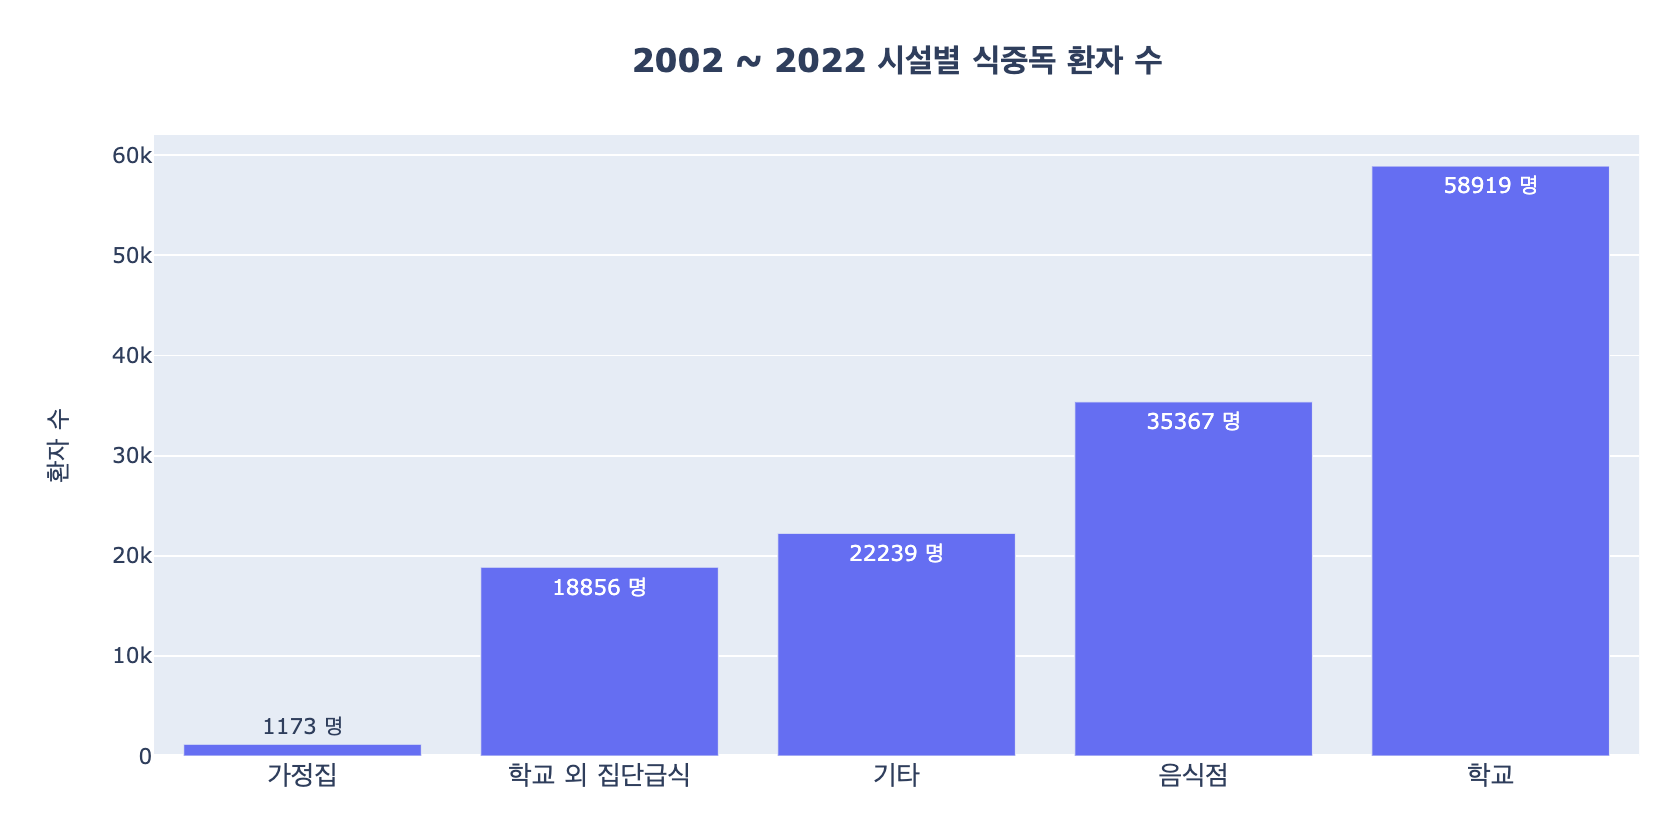 2002 ~ 2022 시설별 식중독 환자 수
환자 수
60k
50k
40k
30k
20k
10k
0
1173 명
18856 명
22239 명
35367 명
58919 명
가정집
학교 외 집단급식
기타
음식점
학교